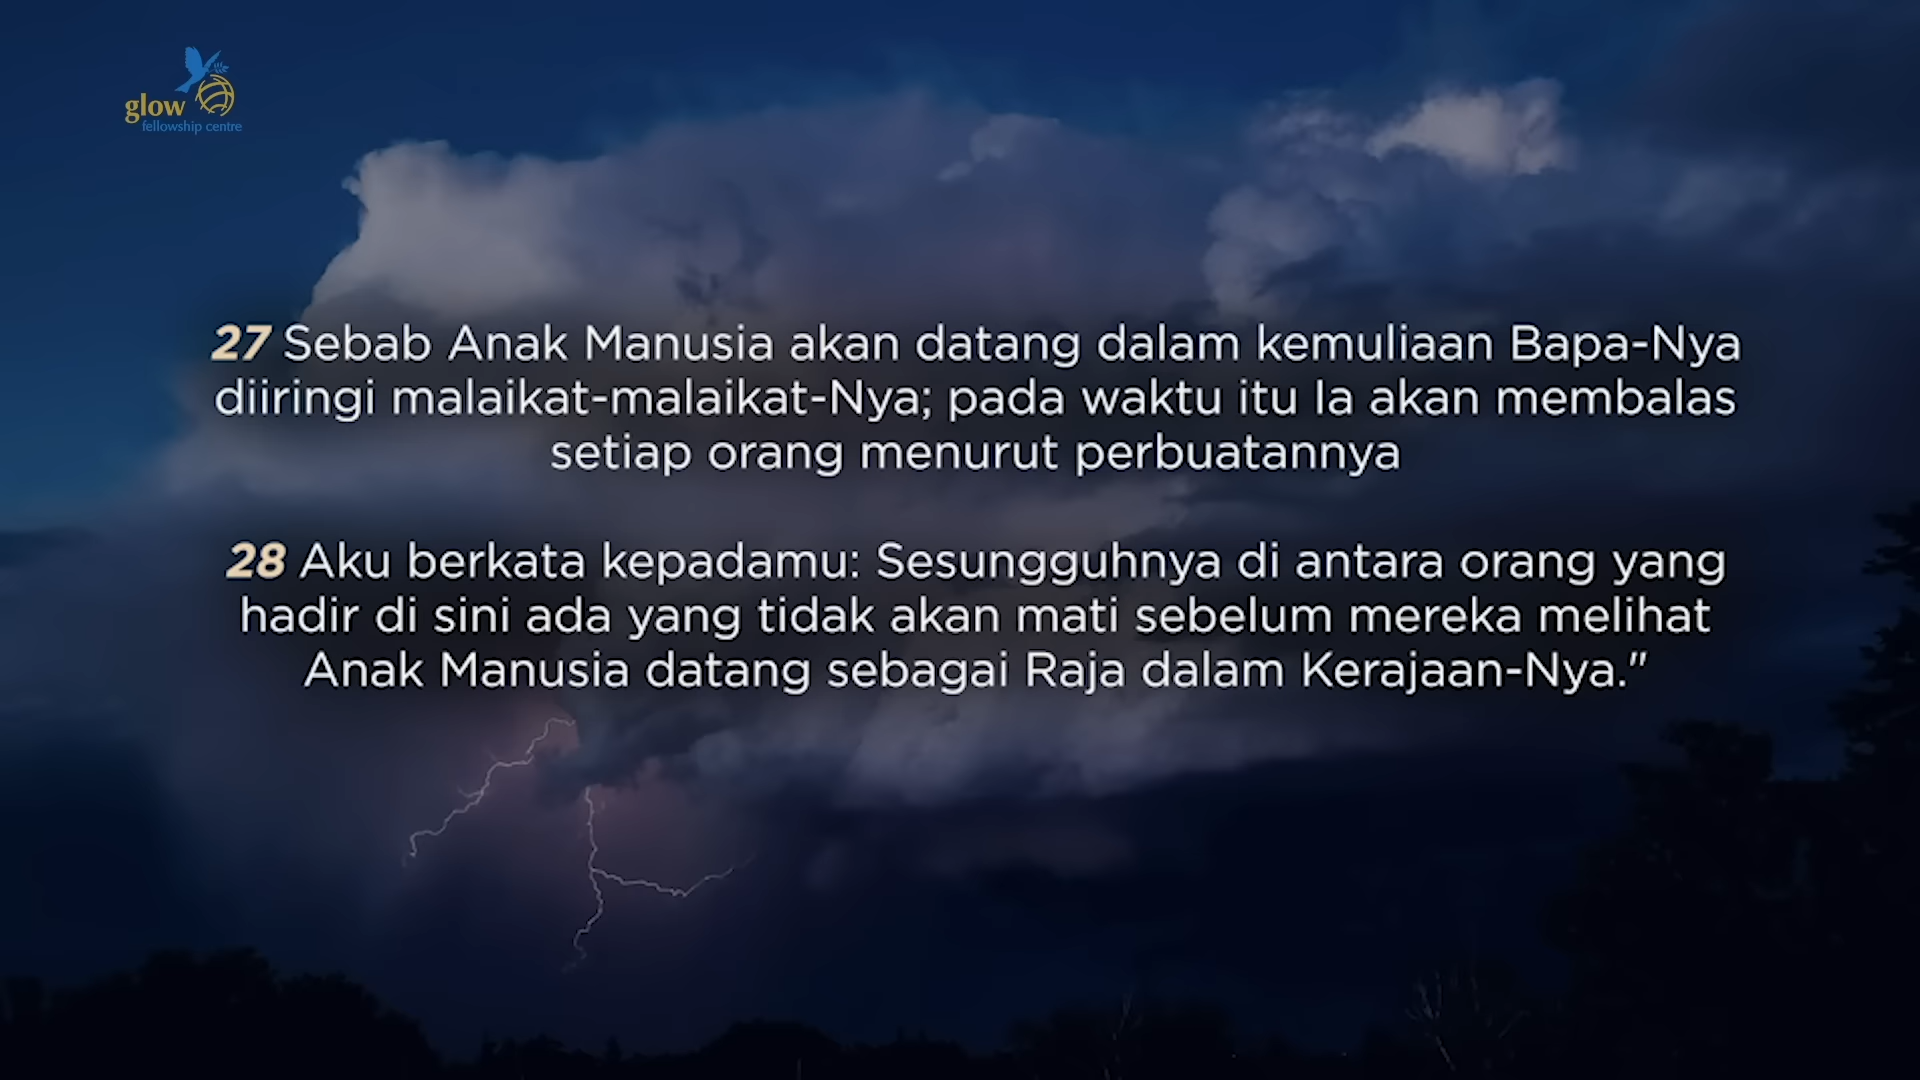 glow
fellowship centre
27 Sebab Anak Manusia akan datang dalam kemuliaan Bapa-Nya
diiringi malaikat-malaikat-Nya; pada waktu itu Ia akan membalas
setiap orang menurut perbuatannya
28 Aku berkata kepadamu: Sesungguhnya di antara orang yang
hadir di sini ada yang tidak akan mati sebelum mereka melihat
Anak Manusia datang sebagai Raja dalam Kerajaan-Nya."